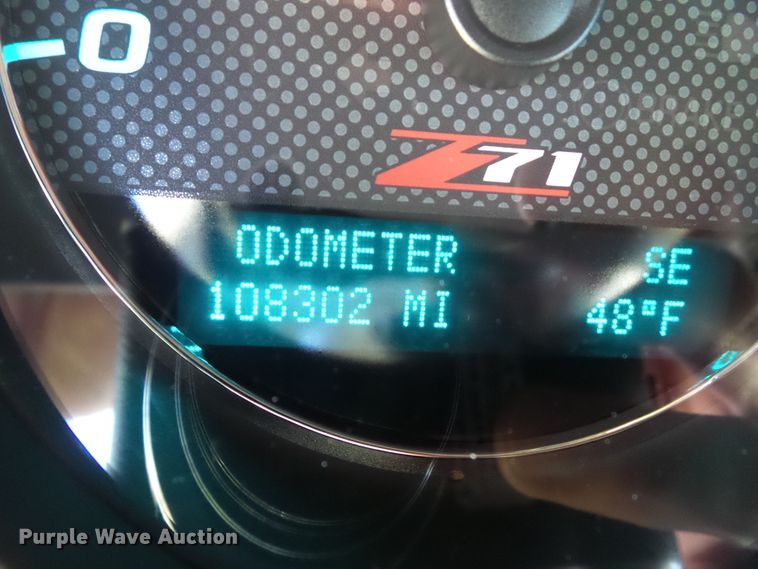 0
Z71
ODOMETER SE
108302 MI 48°F
Purple Wave Auction